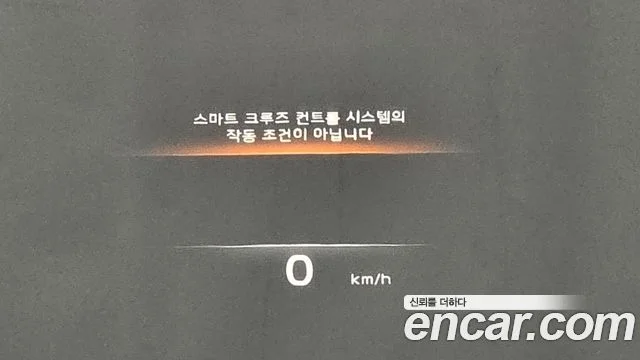 스마트 크루즈 컨트롤 시스템의
작동 조건이 아닙니다
0 km/h
신뢰를 더하다
encar.com